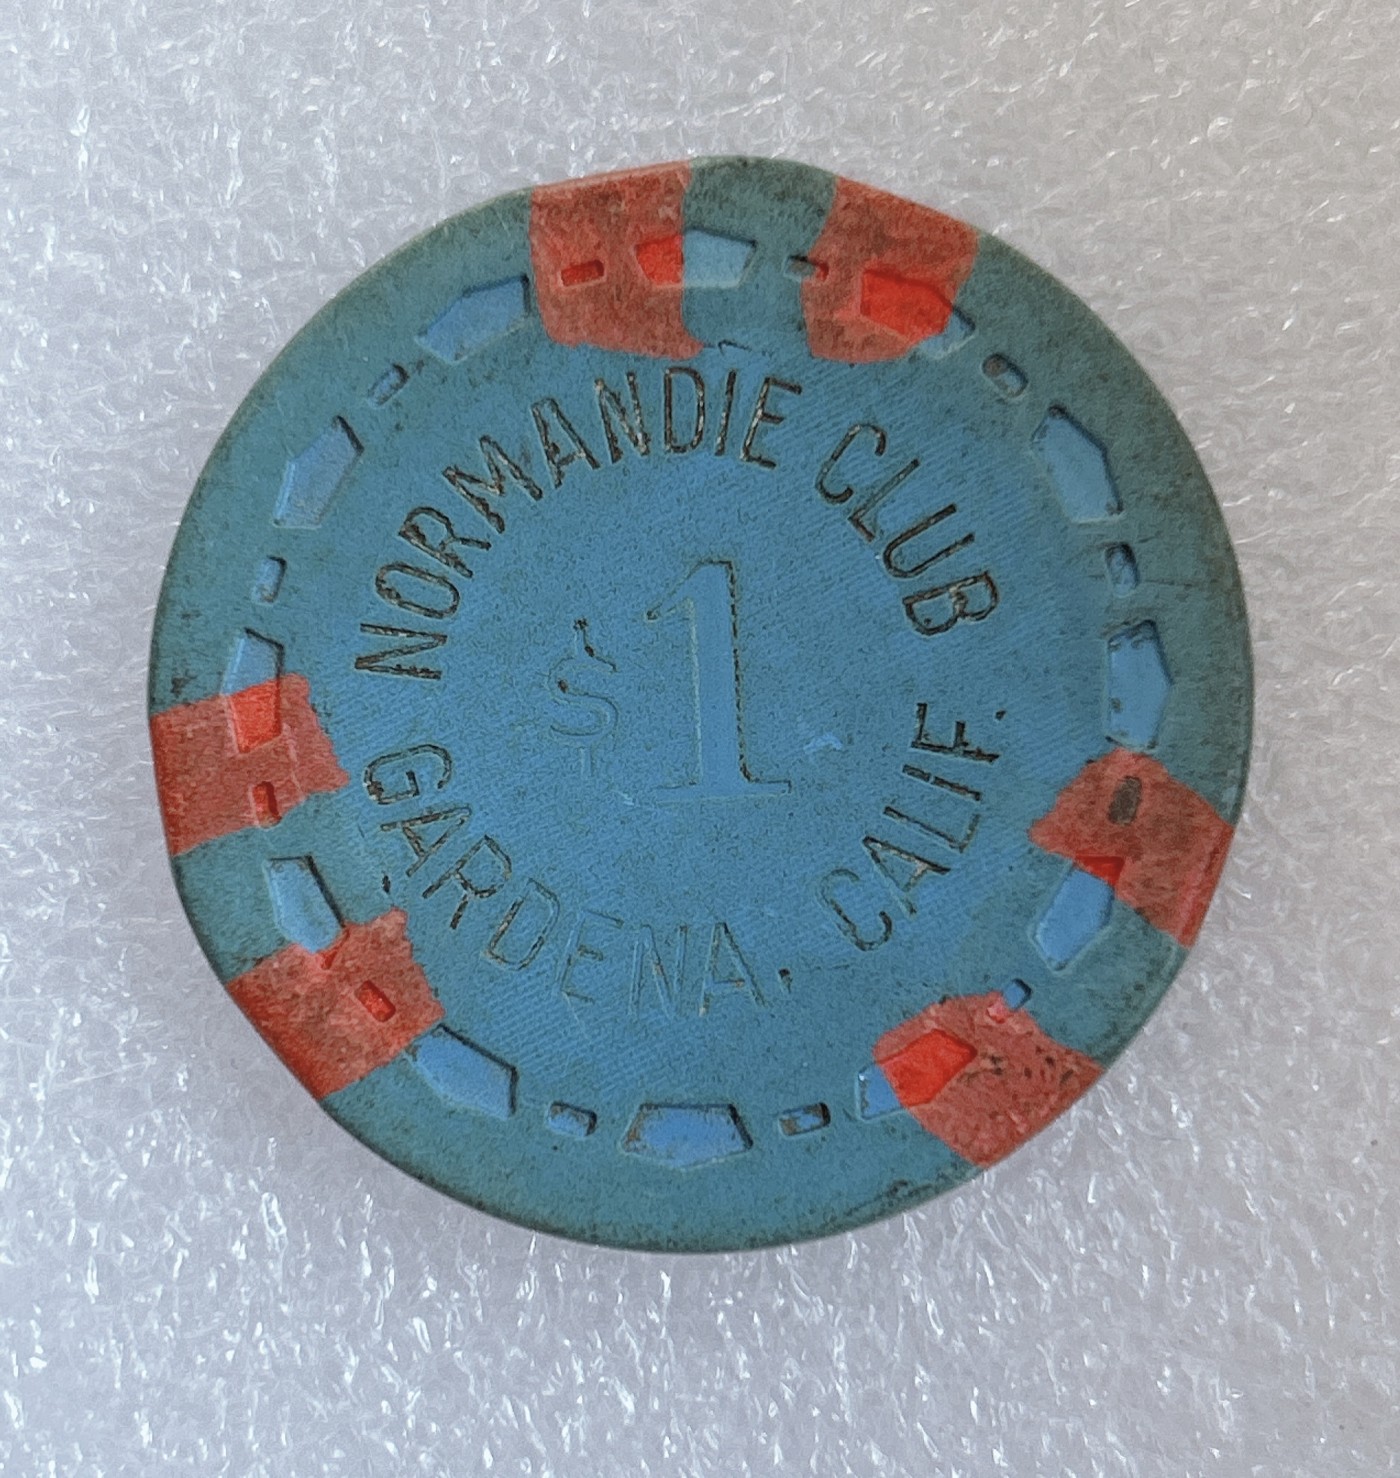 NORMANDIE CLUB
$1
GARDENA. CALIF.